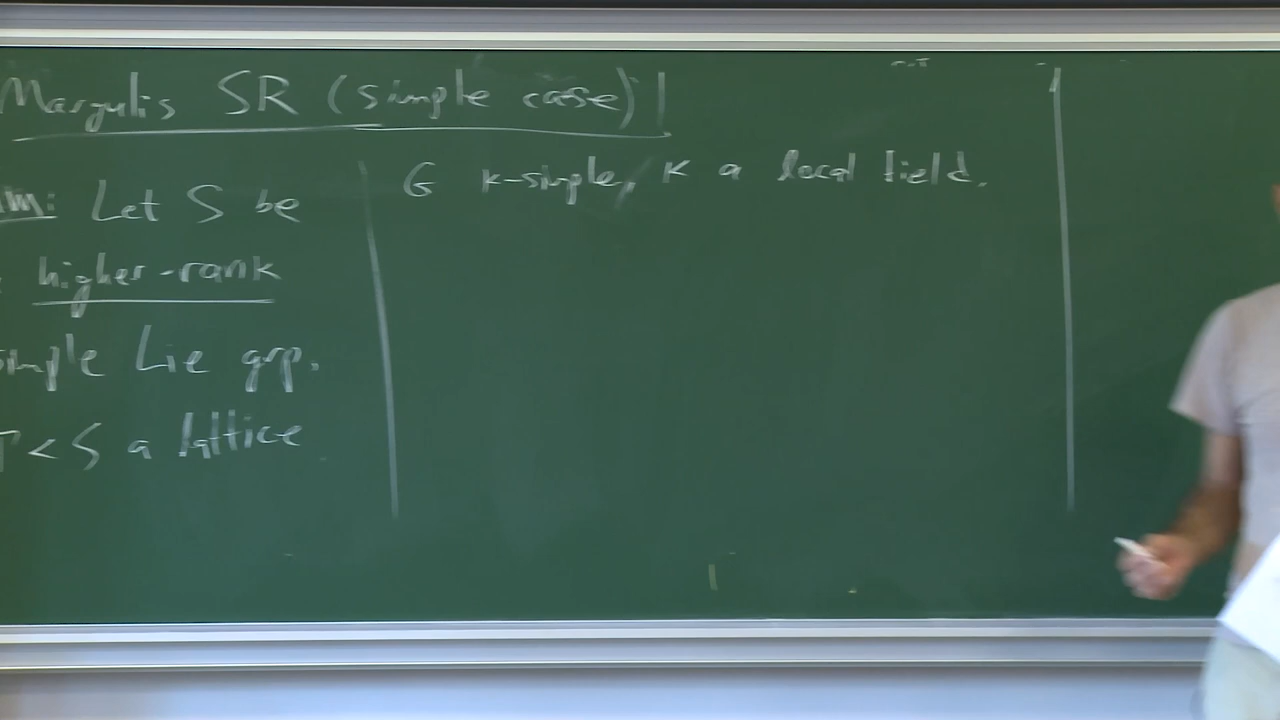 Margulis SR (simple case)
Let S be
higher-rank
simple Lie grp.
Γ < S a lattice
G k-simple, k a local field.